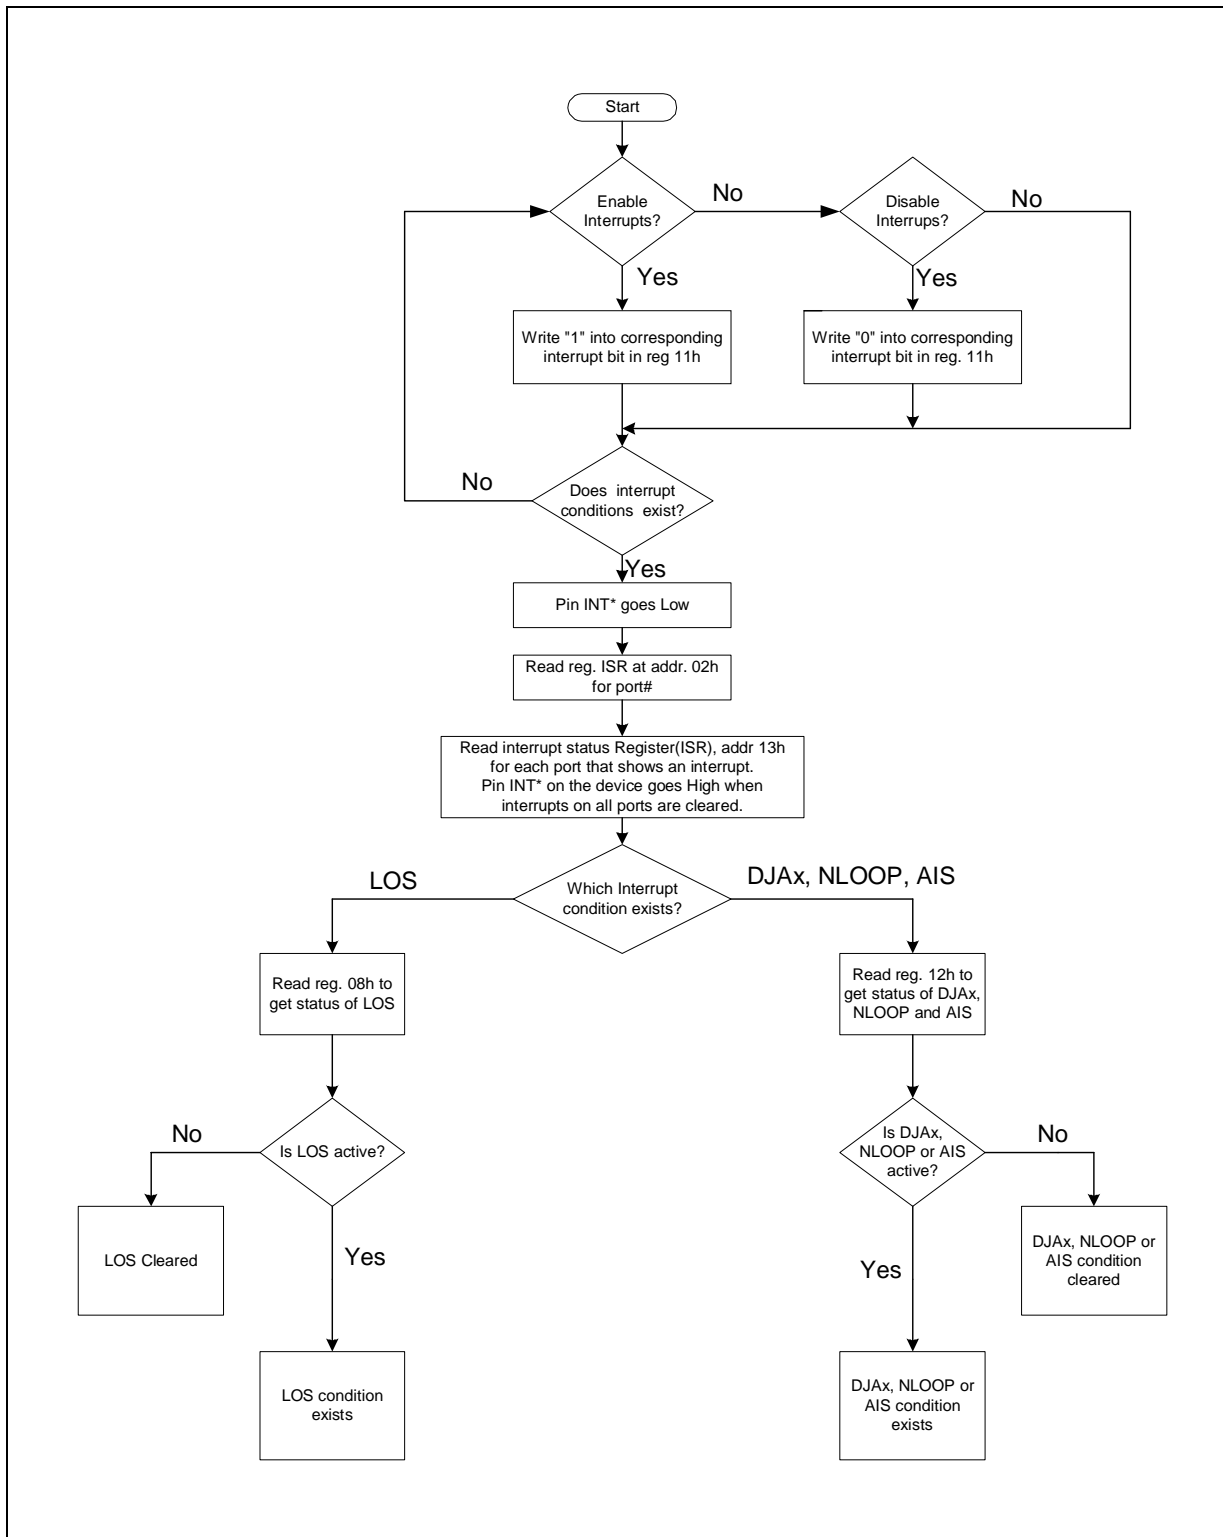 Start
Enable
Interrupts?
No
Disable
Interrups?
No
Yes
Yes
Write "1" into corresponding
interrupt bit in reg 11h
Write "0" into corresponding
interrupt bit in reg. 11h
No
Does interrupt
conditions exist?
Yes
Pin INT* goes Low
Read reg. ISR at addr. 02h
for port#
Read interrupt status Register(ISR), addr 13h
for each port that shows an interrupt.
Pin INT* on the device goes High when
interrupts on all ports are cleared.
LOS
Which Interrupt
condition exists?
DJAx, NLOOP, AIS
Read reg. 08h to
get status of LOS
Read reg. 12h to
get status of DJAx,
NLOOP and AIS
No
Is LOS active?
Is DJAx,
NLOOP or AIS
active?
No
LOS Cleared
Yes
Yes
DJAx, NLOOP or
AIS condition
cleared
LOS condition
exists
DJAx, NLOOP or
AIS condition
exists